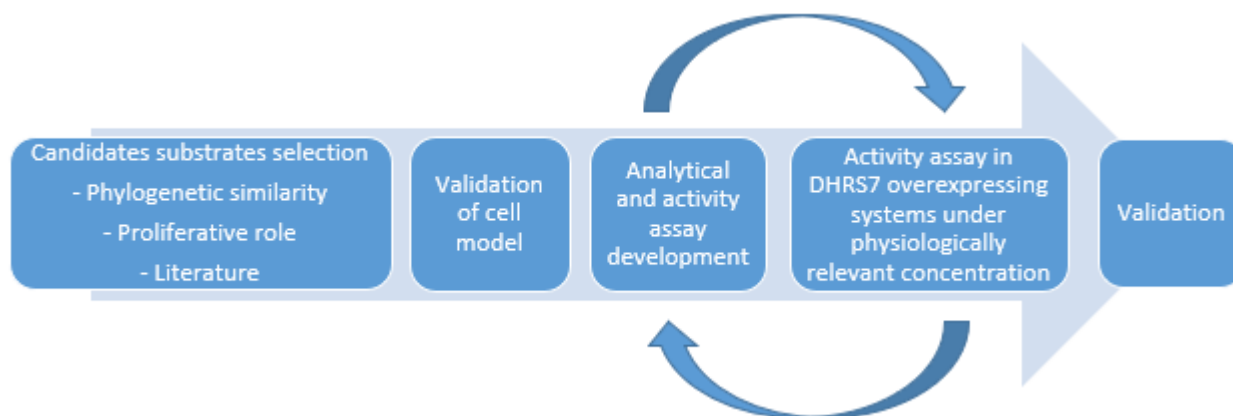 Candidates substrates selection
- Phylogenetic similarity
- Proliferative role
- Literature
Validation
of cell
model
Analytical
and activity
assay
development
Activity assay in
DHRS7 overexpressing
systems under
physiologically
relevant concentration
Validation